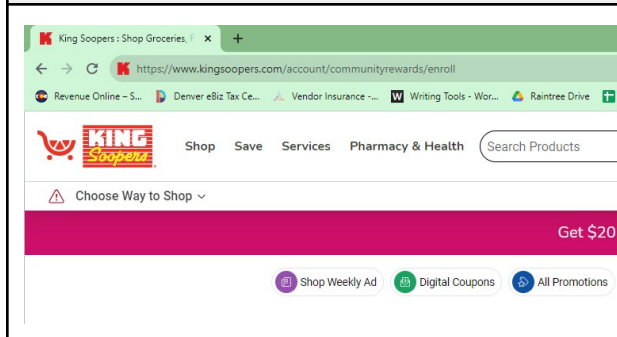 King Soopers : Shop Groceries, F
https://www.kingsoopers.com/account/communityrewards/enroll
Revenue Online – S... Denver eBiz Tax Ce... Vendor Insurance -... W Writing Tools - Wor... Raintree Drive
KING Soopers Shop Save Services Pharmacy & Health Search Products
Choose Way to Shop
Get $20
Shop Weekly Ad Digital Coupons All Promotions